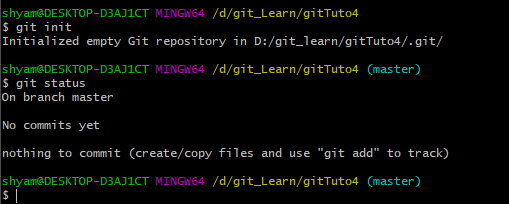 shyam@DESKTOP-D3AJ1CT MINGW64 /d/git_Learn/gitTuto4
$ git init
Initialized empty Git repository in D:/git_learn/gitTuto4/.git/
shyam@DESKTOP-D3AJ1CT MINGW64 /d/git_Learn/gitTuto4 (master)
$ git status
On branch master
No commits yet
nothing to commit (create/copy files and use "git add" to track)
shyam@DESKTOP-D3AJ1CT MINGW64 /d/git_Learn/gitTuto4 (master)
$